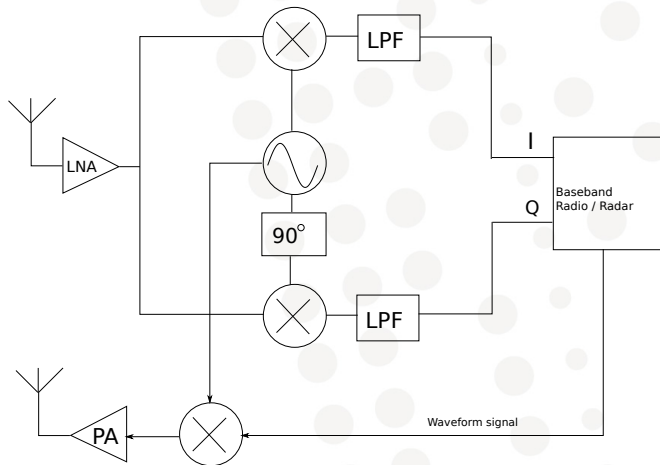 LPF
LNA
I
Baseband
Radio / Radar
Q
90°
LPF
Waveform signal
PA